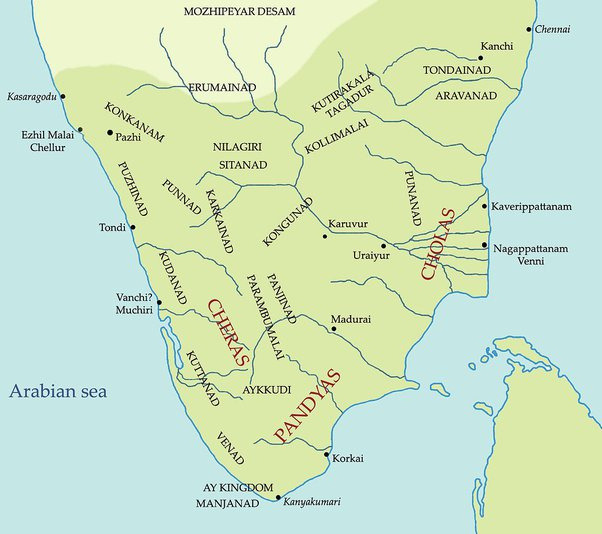 MOZHIPEYAR DESAM
Chennai
Kanchi
TONDAINAD
ERUMAINAD
KUTIRAKALA
TAGADUR
ARAVANAD
Kasaragodu
KONKANAM
Ezhil Malai
Chellur
Pazhi
KOLLIMALAI
NILAGIRI
SITANAD
PUZHINAD
PUNNAD
KARKAINAD
KONGUNAD
PUNANAD
Kaverippattanam
Tondi
Karuvur
Uraiyur
CHOLAS
Nagappattanam
Venni
KUDANAD
Vanchi?
Muchiri
CHERAS
PANJINAD
PARAMBUMALAI
Madurai
KUTTANAD
AYKKUDI
PANDYAS
Arabian sea
VENAD
Korkai
AY KINGDOM
MANJANAD
Kanyakumari